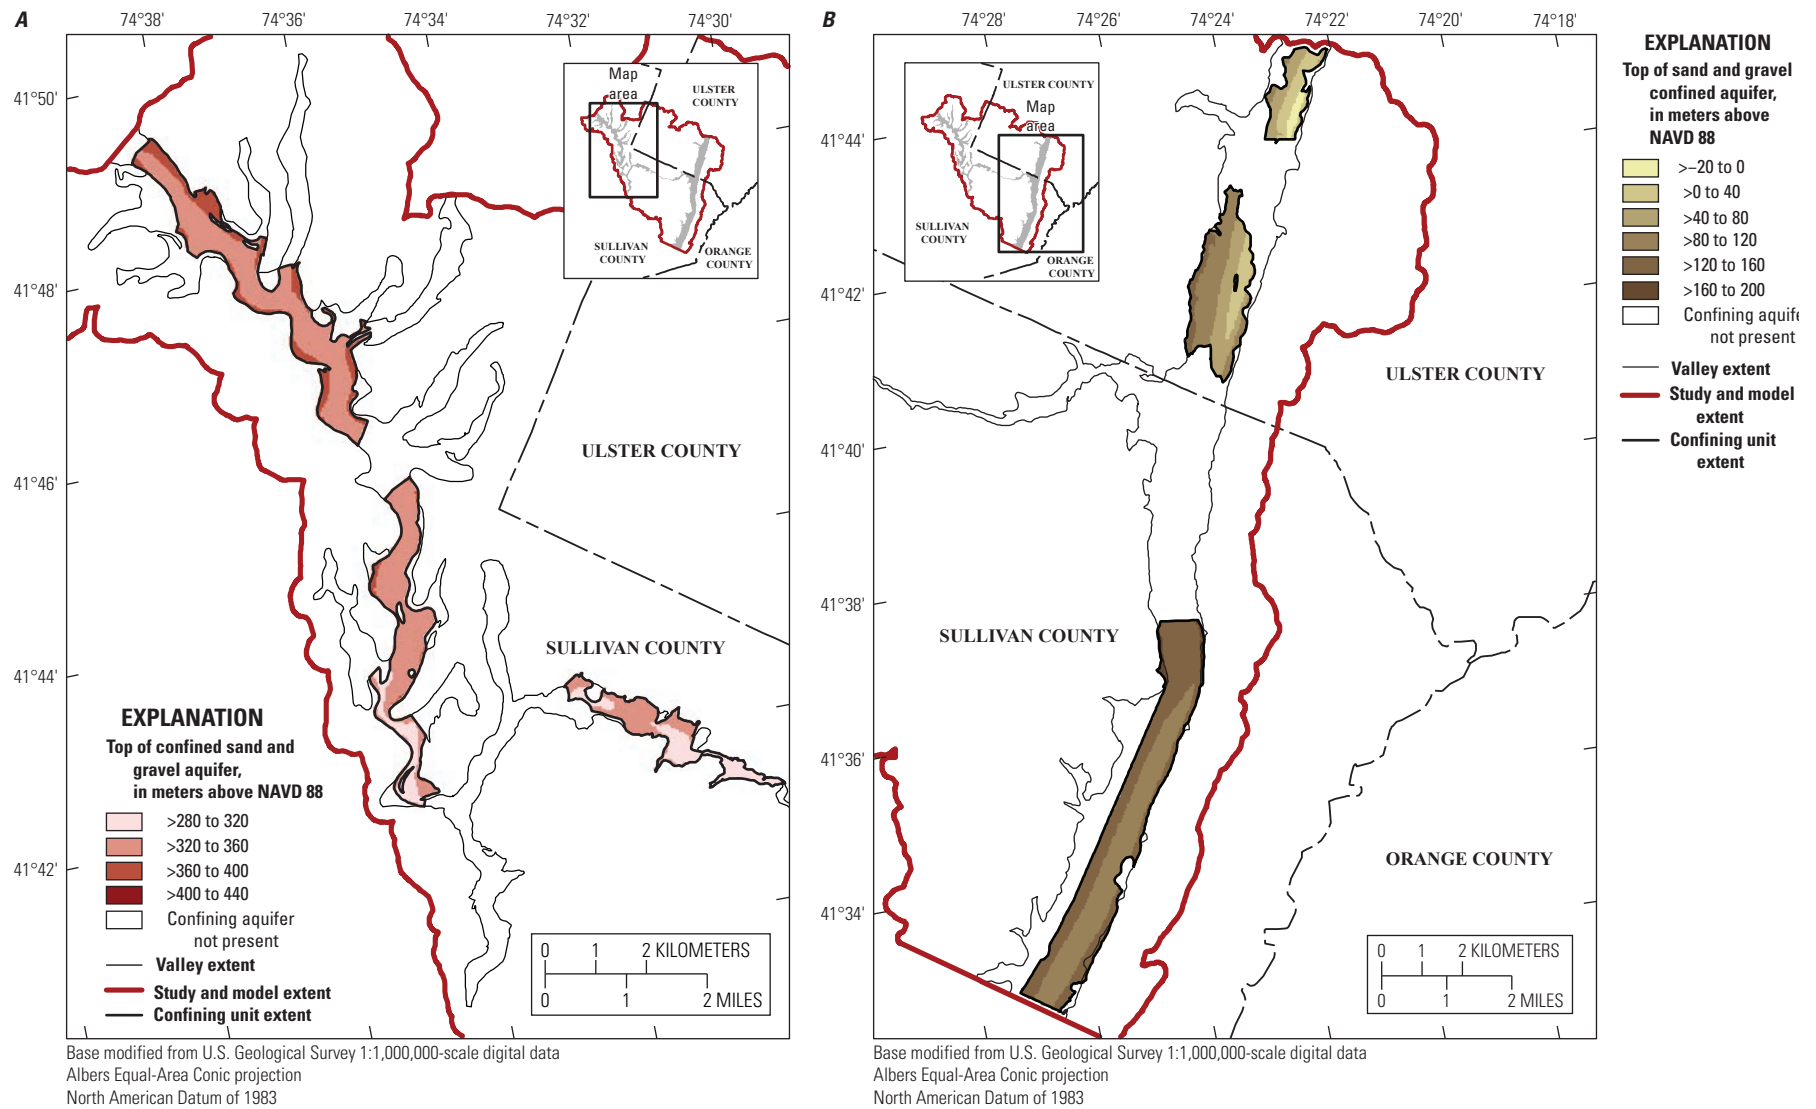 A
74°38'
74°36'
74°34'
74°32'
74°30'
41°50'
41°48'
41°46'
41°44'
41°42'
Map
area
ULSTER
COUNTY
SULLIVAN
COUNTY
ORANGE
COUNTY
ULSTER COUNTY
SULLIVAN COUNTY
EXPLANATION
Top of confined sand and
gravel aquifer,
in meters above NAVD 88
>280 to 320
>320 to 360
>360 to 400
>400 to 440
Confining aquifer
not present
Valley extent
Study and model extent
Confining unit extent
0 1 2 KILOMETERS
0 1 2 MILES
Base modified from U.S. Geological Survey 1:1,000,000-scale digital data
Albers Equal-Area Conic projection
North American Datum of 1983
B
74°28'
74°26'
74°24'
74°22'
74°20'
74°18'
41°44'
41°42'
41°40'
41°38'
41°36'
41°34'
ULSTER COUNTY
Map
area
SULLIVAN
COUNTY
ORANGE
COUNTY
ULSTER COUNTY
SULLIVAN COUNTY
ORANGE COUNTY
0 1 2 KILOMETERS
0 1 2 MILES
Base modified from U.S. Geological Survey 1:1,000,000-scale digital data
Albers Equal-Area Conic projection
North American Datum of 1983
EXPLANATION
Top of sand and gravel
confined aquifer,
in meters above
NAVD 88
>−20 to 0
>0 to 40
>40 to 80
>80 to 120
>120 to 160
>160 to 200
Confining aquife
not present
Valley extent
Study and model
extent
Confining unit
extent